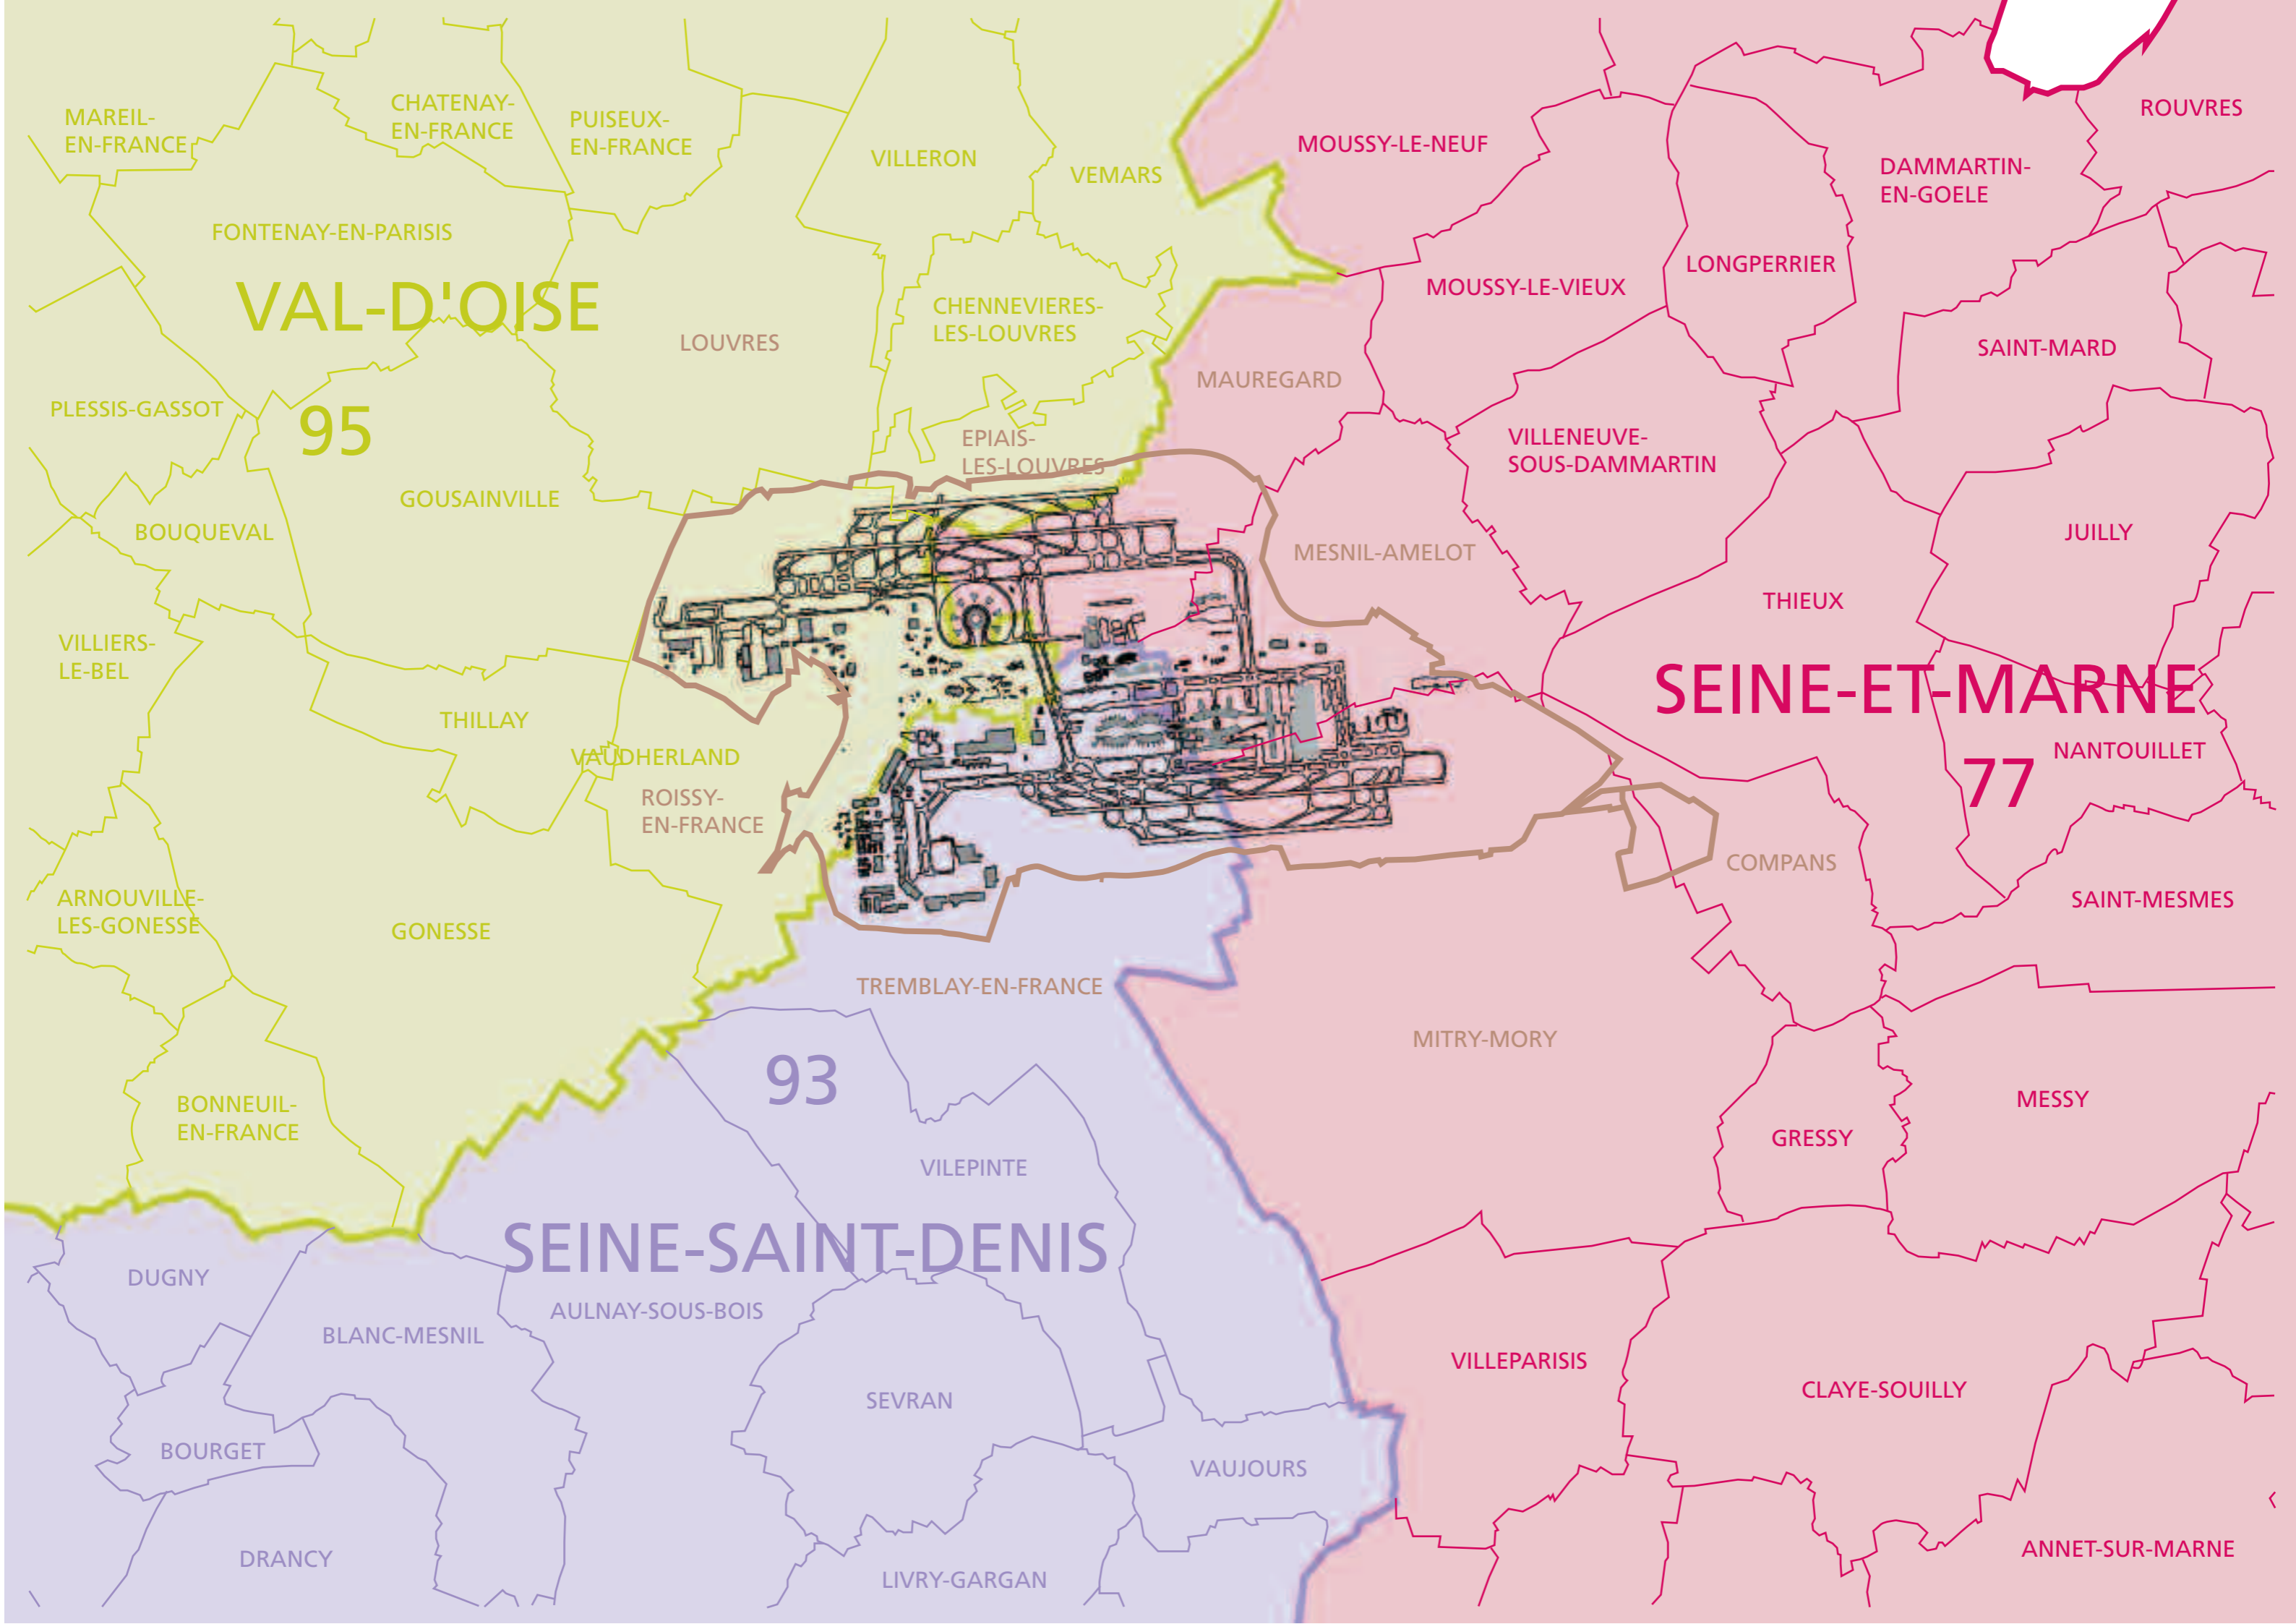 MAREIL-
EN-FRANCE
CHATENAY-
EN-FRANCE
PUISEUX-
EN-FRANCE
VILLERON
VEMARS
MOUSSY-LE-NEUF
ROUVRES
DAMMARTIN-
EN-GOELE
FONTENAY-EN-PARISIS
VAL-D'OISE
95
LOUVRES
CHENNEVIERES-
LES-LOUVRES
MOUSSY-LE-VIEUX
LONGPERRIER
SAINT-MARD
MAUREGARD
PLESSIS-GASSOT
EPIAIS-
LES-LOUVRES
VILLENEUVE-
SOUS-DAMMARTIN
GOUSAINVILLE
BOUQUEVAL
MESNIL-AMELOT
JUILLY
THIEUX
VILLIERS-
LE-BEL
SEINE-ET-MARNE
77
THILLAY
VAUDHERLAND
NANTOUILLET
ROISSY-
EN-FRANCE
COMPANS
ARNOUVILLE-
LES-GONESSE
GONESSE
SAINT-MESMES
TREMBLAY-EN-FRANCE
MITRY-MORY
93
BONNEUIL-
EN-FRANCE
MESSY
GRESSY
VILEPINTE
SEINE-SAINT-DENIS
DUGNY
AULNAY-SOUS-BOIS
BLANC-MESNIL
VILLEPARISIS
CLAYE-SOUILLY
SEVRAN
BOURGET
VAUJOURS
DRANCY
LIVRY-GARGAN
ANNET-SUR-MARNE